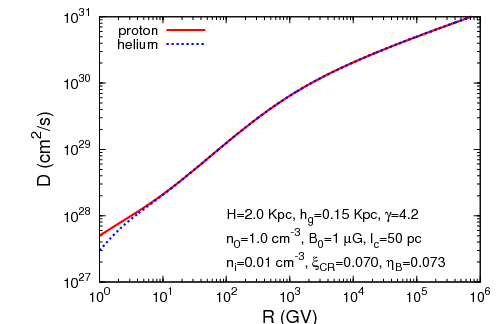 10^31
10^30
10^29
10^28
10^27
D (cm^2/s)
proton
helium
H=2.0 Kpc, h_g=0.15 Kpc, γ=4.2
n_0=1.0 cm^-3, B_0=1 μG, l_c=50 pc
n_i=0.01 cm^-3, ξ_CR=0.070, η_B=0.073
10^0 10^1 10^2 10^3 10^4 10^5 10^6
R (GV)